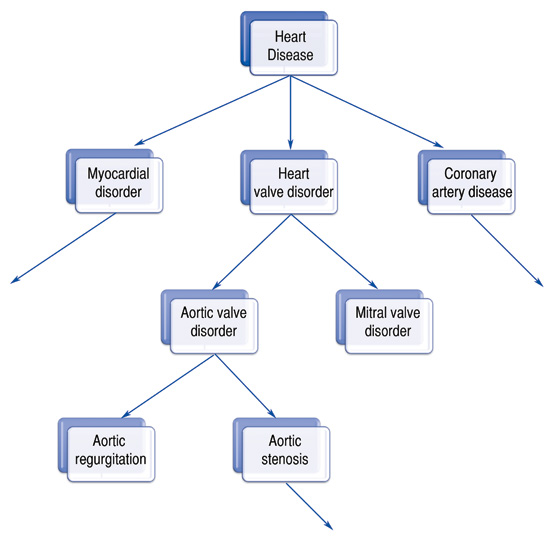 Heart
Disease
Myocardial
disorder
Heart
valve disorder
Coronary
artery disease
Aortic valve
disorder
Mitral valve
disorder
Aortic
regurgitation
Aortic
stenosis